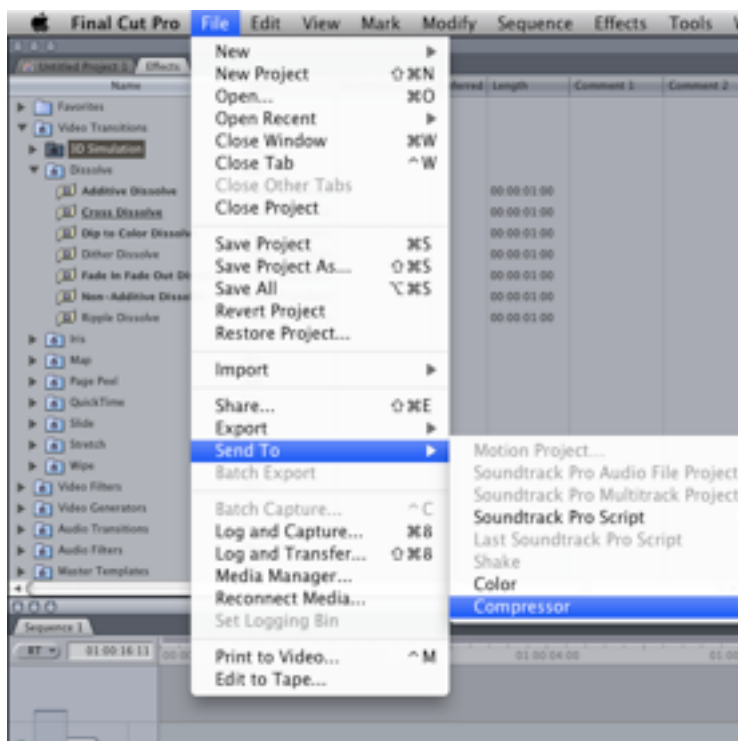 Final Cut Pro File Edit View Mark Modify Sequence Effects Tools
Untitled Project 1 Effects
Name Length Comment 1 Comment 2
Favorites
Video Transitions
3D Simulation
Dissolve
Additive Dissolve 00:00:01:00
Cross Dissolve 00:00:01:00
Dip to Color Dissolve 00:00:01:00
Dither Dissolve 00:00:01:00
Fade In Fade Out Di 00:00:01:00
Non-Additive Disso 00:00:01:00
Ripple Dissolve 00:00:01:00
Iris
Map
Page Peel
QuickTime
Slide
Stretch
Wipe
Video Filters
Video Generators
Audio Transitions
Audio Filters
Master Templates
New
New Project ⇧⌘N
Open... ⌘O
Open Recent
Close Window ⌘W
Close Tab ^W
Close Other Tabs
Close Project
Save Project ⌘S
Save Project As... ⇧⌘S
Save All ⌥⌘S
Revert Project
Restore Project...
Import
Share... ⇧⌘E
Export
Send To
Batch Export
Batch Capture... ^C
Log and Capture... ⌘8
Log and Transfer... ⇧⌘8
Media Manager...
Reconnect Media...
Set Logging Bin
Print to Video... ^M
Edit to Tape...
Motion Project...
Soundtrack Pro Audio File Project
Soundtrack Pro Multitrack Project
Soundtrack Pro Script
Last Soundtrack Pro Script
Shake
Color
Compressor
Sequence 1
RT 01:00:16:11 01:00:04:00